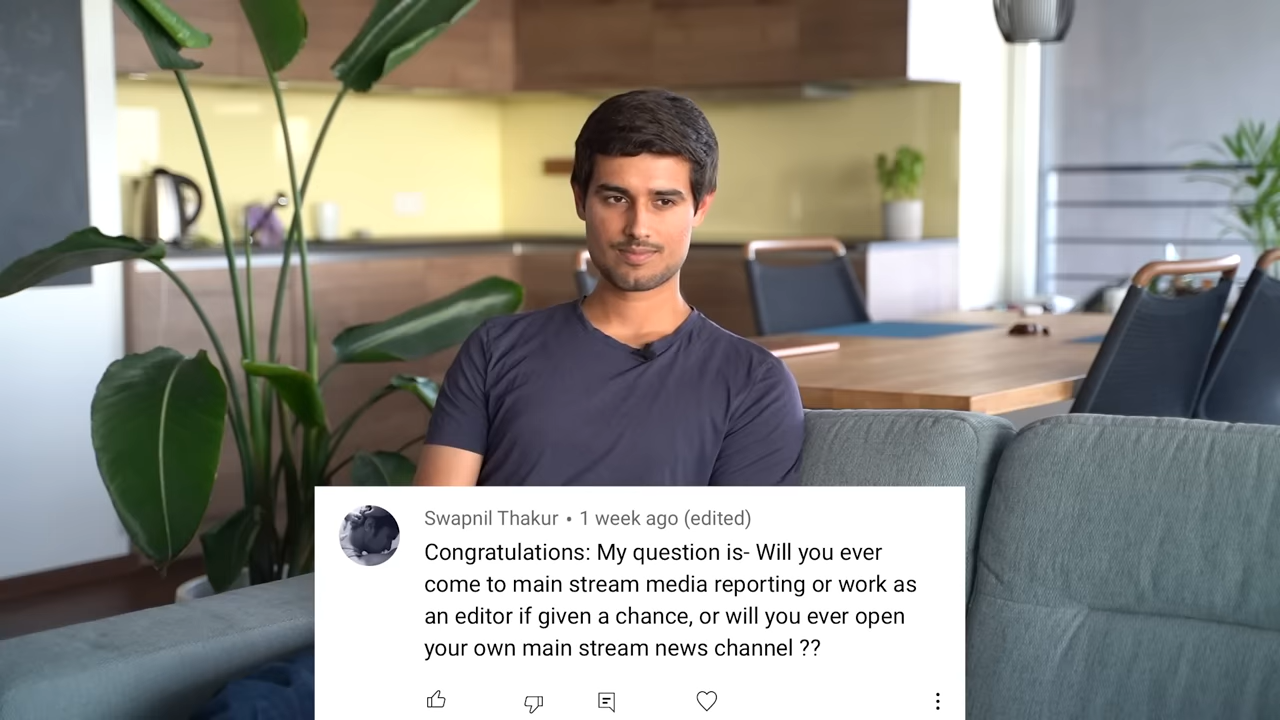 Swapnil Thakur • 1 week ago (edited)
Congratulations: My question is- Will you ever
come to main stream media reporting or work as
an editor if given a chance, or will you ever open
your own main stream news channel ??